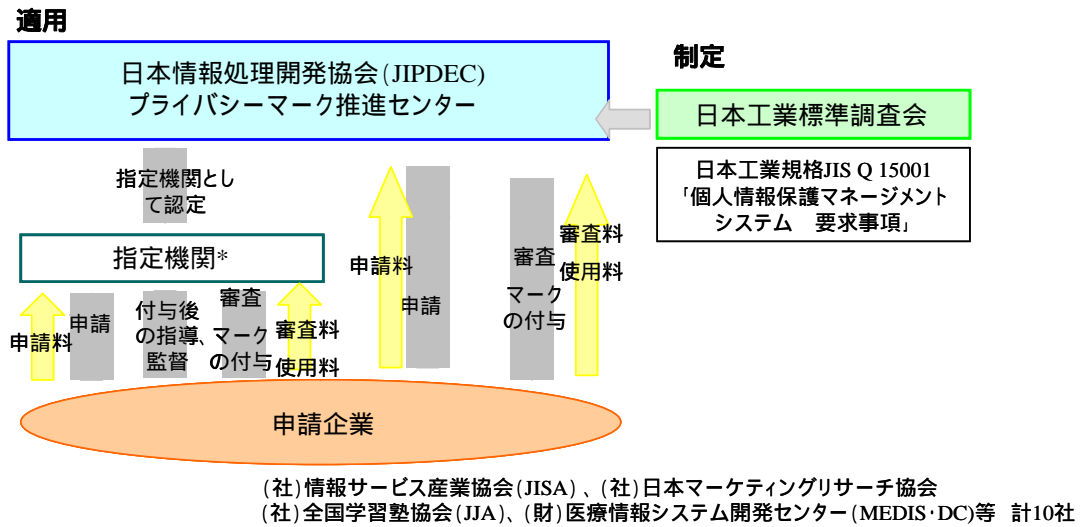 適用
日本情報処理開発協会(JIPDEC)
プライバシーマーク推進センター
制定
日本工業標準調査会
日本工業規格JIS Q 15001
「個人情報保護マネージメント
システム　要求事項」
指定機関とし
て認定
指定機関*
申請料
申請
付与後
の指導、
監督
審査
マーク
の付与
審査料
使用料
申請料
申請
審査
マーク
の付与
審査料
使用料
申請企業
(社)情報サービス産業協会(JISA)、(社)日本マーケティングリサーチ協会
(社)全国学習塾協会(JJA)、(財)医療情報システム開発センター(MEDIS･DC)等 計10社